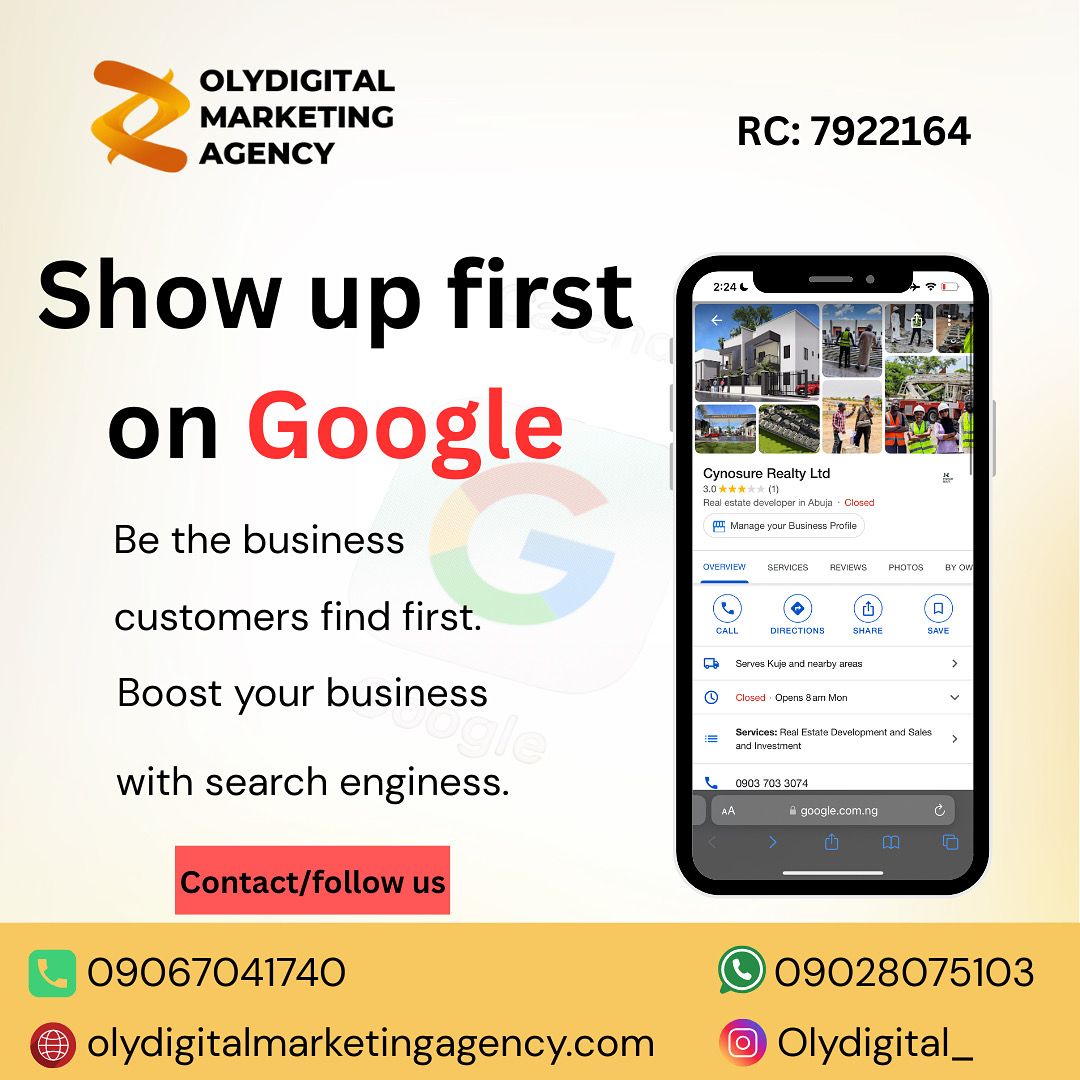 OLYDIGITAL
MARKETING
AGENCY
RC: 7922164
Show up first
on Google
Be the business
customers find first.
Boost your business
with search enginess.
Contact/follow us
2:24
Cynosure Realty Ltd
3.0 ★★★★★ (1)
Real estate developer in Abuja · Closed
Manage your Business Profile
OVERVIEW SERVICES REVIEWS PHOTOS BY OW
CALL DIRECTIONS SHARE SAVE
Serves Kuje and nearby areas
Closed · Opens 8 am Mon
Services: Real Estate Development and Sales
and Investment
0903 703 3074
AA google.com.ng
Google
09067041740
09028075103
olydigitalmarketingagency.com
Olydigital_